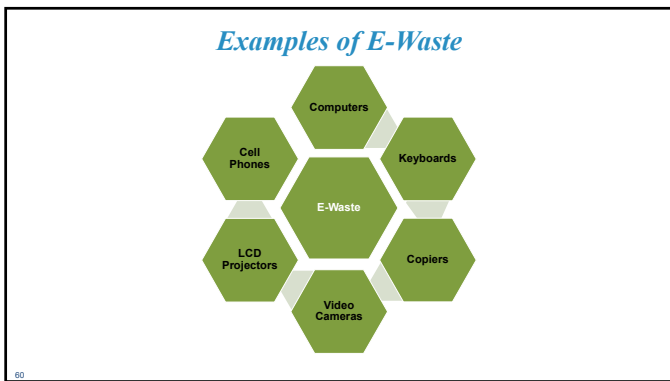 Examples of E-Waste
Computers
Keyboards
Copiers
Video
Cameras
LCD
Projectors
Cell
Phones
E-Waste
60